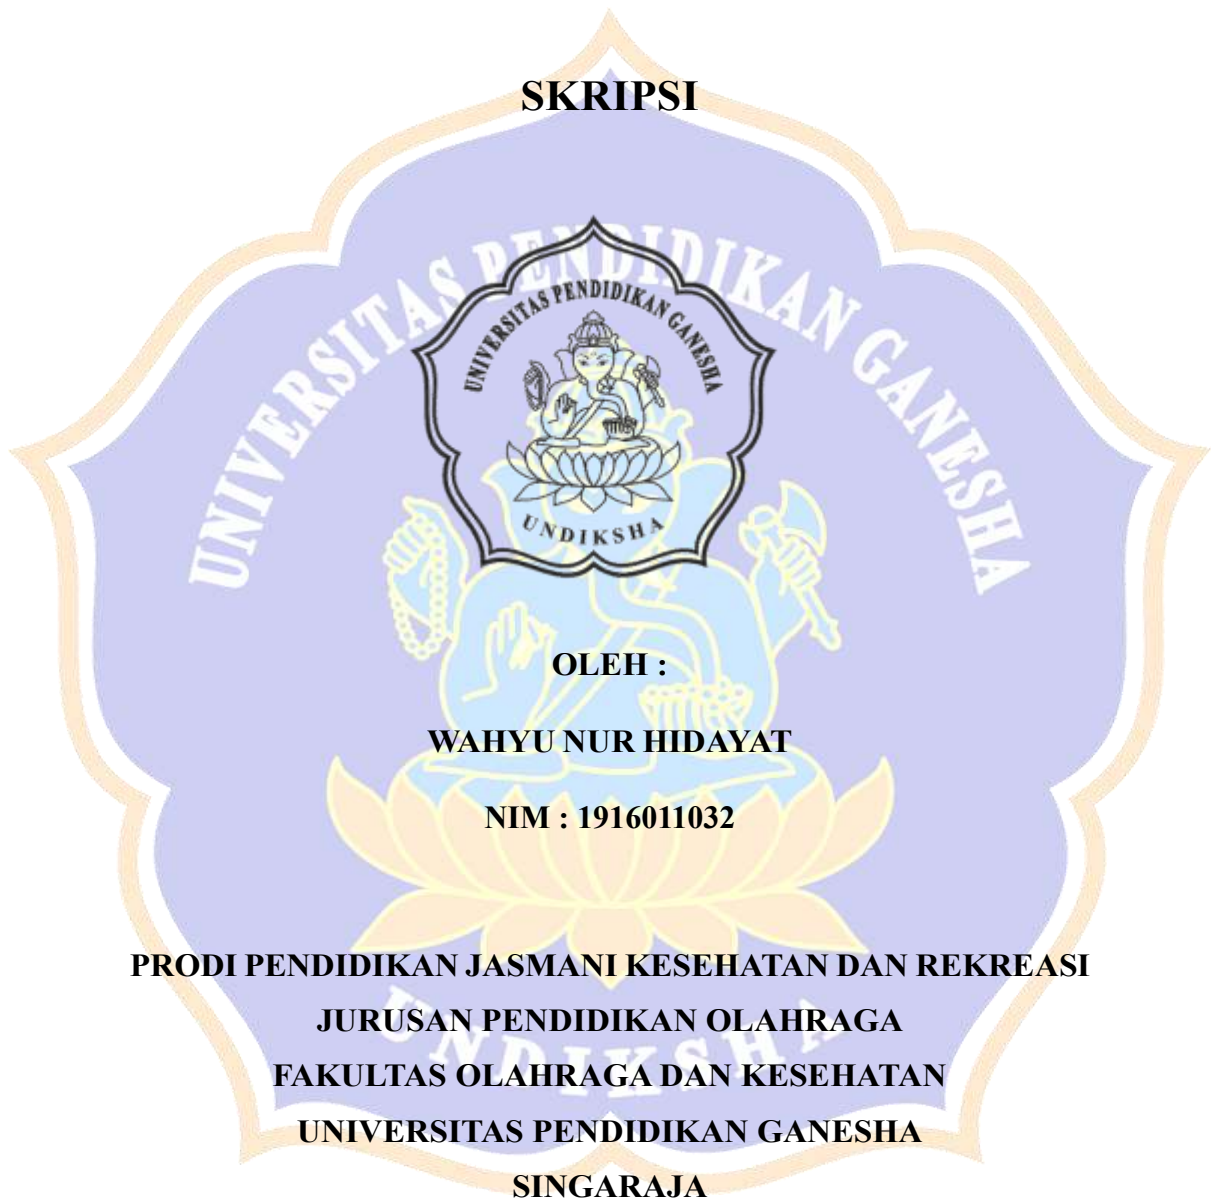 SKRIPSI
UNIVERSITAS PENDIDIKAN GANESHA
UNIVERSITAS PENDIDIKAN GANESHA
UNDIKSHA
OLEH :
WAHYU NUR HIDAYAT
NIM : 1916011032
PRODI PENDIDIKAN JASMANI KESEHATAN DAN REKREASI
JURUSAN PENDIDIKAN OLAHRAGA
UNDIKSHA
FAKULTAS OLAHRAGA DAN KESEHATAN
UNIVERSITAS PENDIDIKAN GANESHA
SINGARAJA